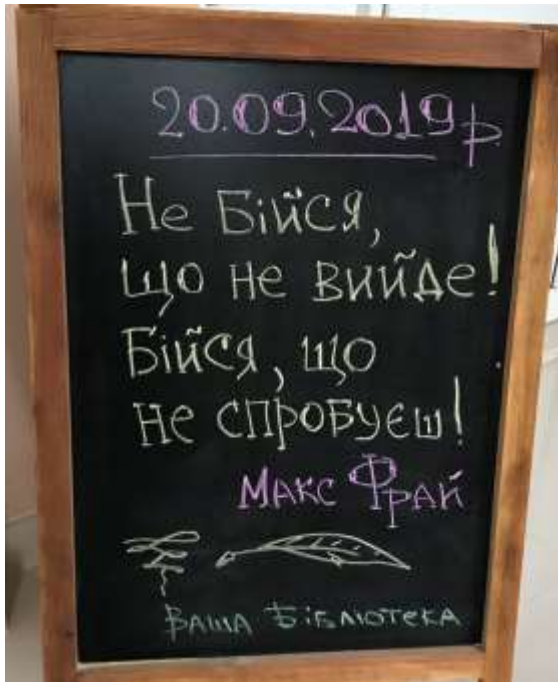 20.09.2019р.
Не бійся,
що не вийде!
Бійся, що
не спробуєш!
Макс Фрай
Ваша бібліотека